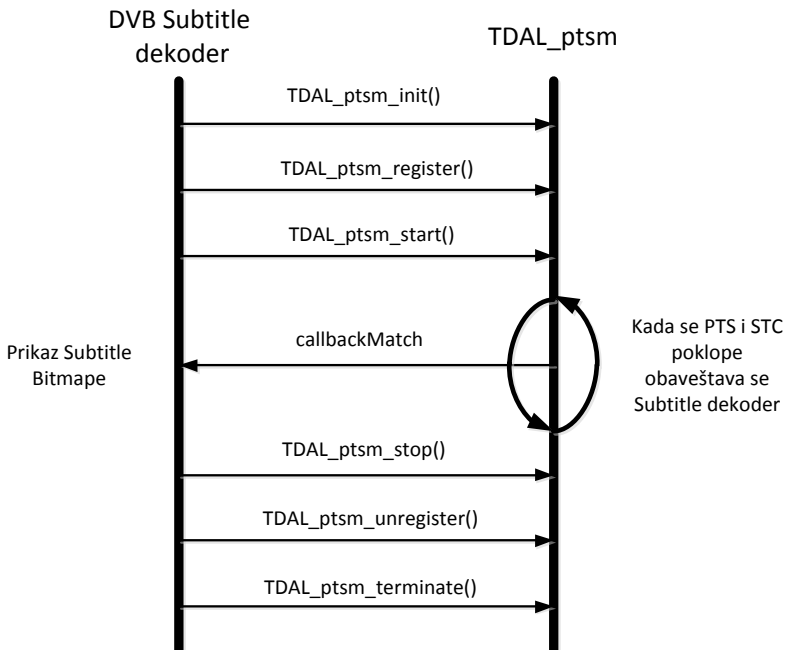 DVB Subtitle
dekoder
TDAL_ptsm
TDAL_ptsm_init()
TDAL_ptsm_register()
TDAL_ptsm_start()
callbackMatch
Prikaz Subtitle
Bitmape
Kada se PTS i STC
poklope
obaveštava se
Subtitle dekoder
TDAL_ptsm_stop()
TDAL_ptsm_unregister()
TDAL_ptsm_terminate()